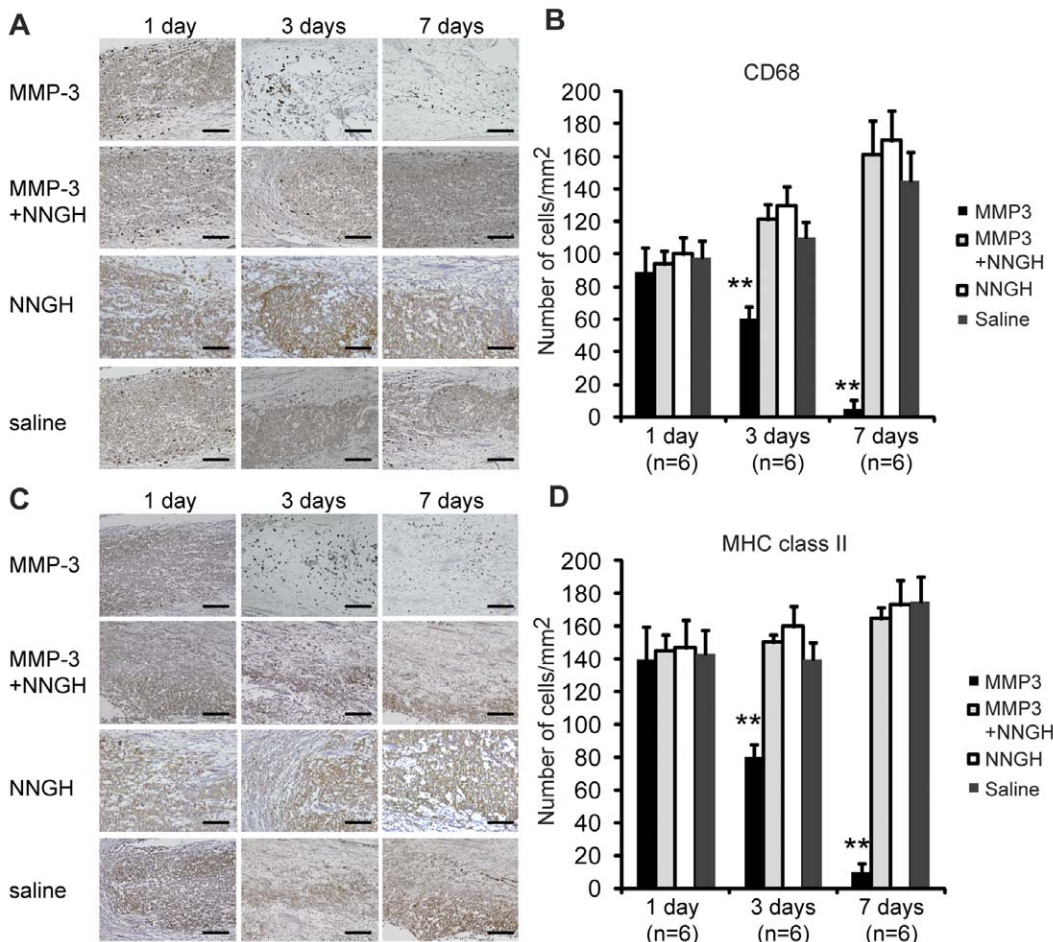 A
1 day 3 days 7 days
MMP-3
MMP-3
+NNGH
NNGH
saline
B
CD68
Number of cells/mm2
200
180
160
140
120
100
80
60
40
20
0
**
**
1 day 3 days 7 days
(n=6) (n=6) (n=6)
MMP3
MMP3
+NNGH
NNGH
Saline
C
1 day 3 days 7 days
MMP-3
MMP-3
+NNGH
NNGH
saline
D
MHC class II
Number of cells/mm2
200
180
160
140
120
100
80
60
40
20
0
**
**
1 day 3 days 7 days
(n=6) (n=6) (n=6)
MMP3
MMP3
+NNGH
NNGH
Saline